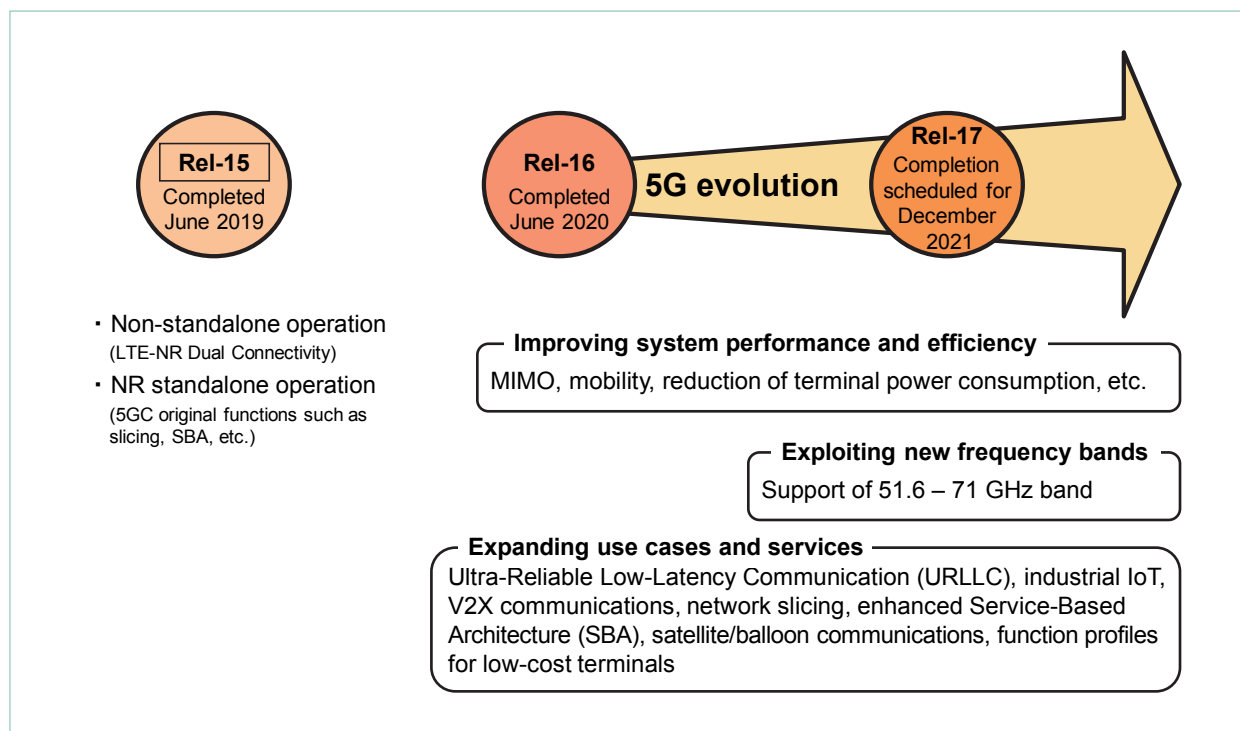 Rel-15
Completed
June 2019
Rel-16
Completed
June 2020
5G evolution
Rel-17
Completion
scheduled for
December
2021
・Non-standalone operation
(LTE-NR Dual Connectivity)
・NR standalone operation
(5GC original functions such as
slicing, SBA, etc.)
Improving system performance and efficiency
MIMO, mobility, reduction of terminal power consumption, etc.
Exploiting new frequency bands
Support of 51.6 – 71 GHz band
Expanding use cases and services
Ultra-Reliable Low-Latency Communication (URLLC), industrial IoT,
V2X communications, network slicing, enhanced Service-Based
Architecture (SBA), satellite/balloon communications, function profiles
for low-cost terminals